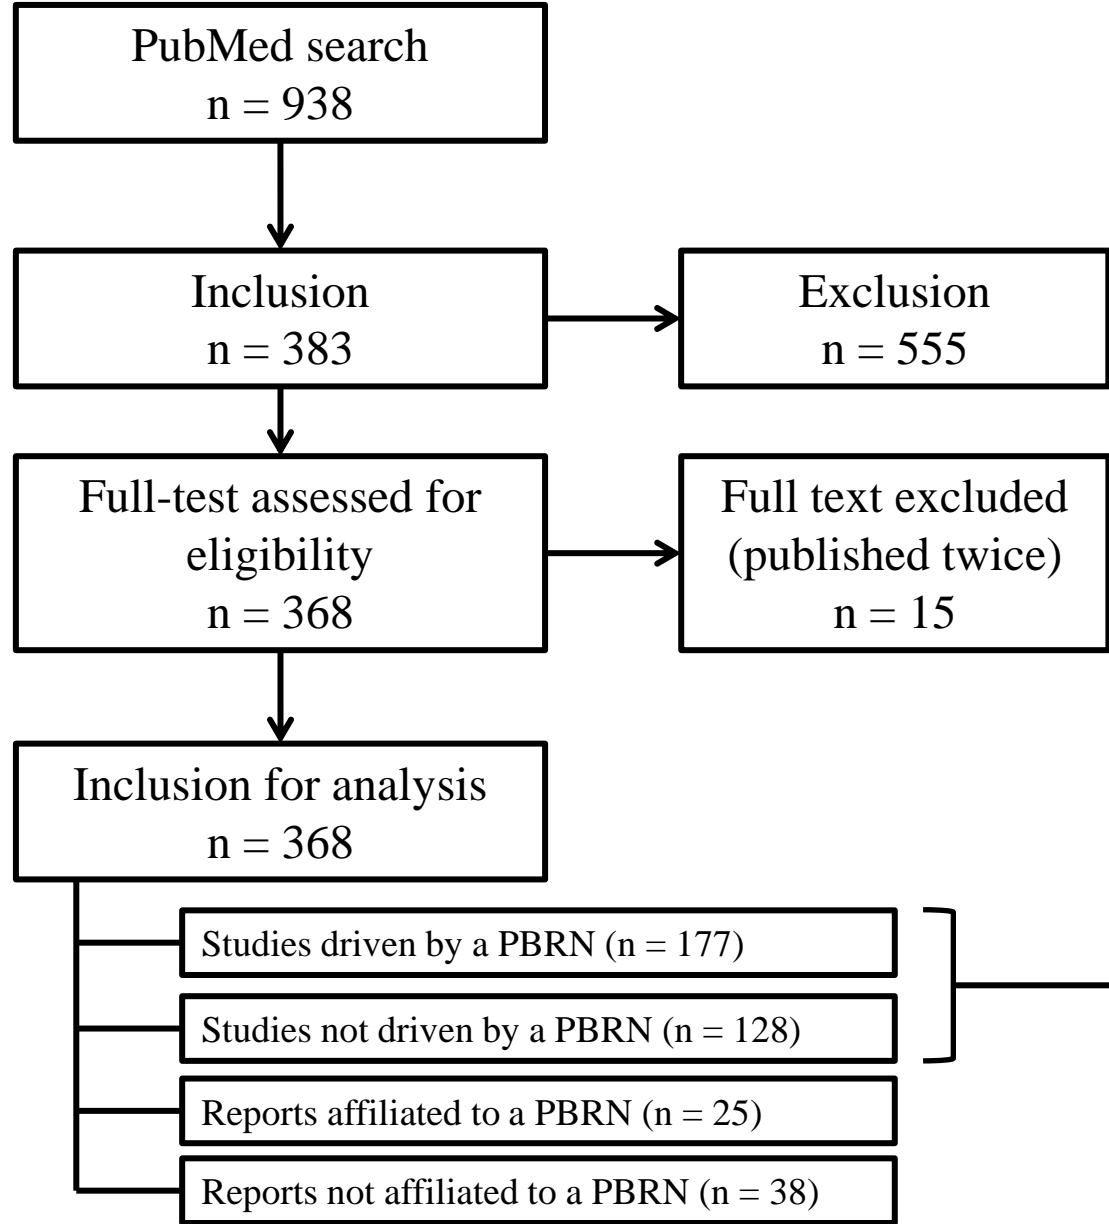 PubMed search
n = 938
Inclusion
n = 383
Exclusion
n = 555
Full-test assessed for
eligibility
n = 368
Full text excluded
(published twice)
n = 15
Inclusion for analysis
n = 368
Studies driven by a PBRN (n = 177)
Studies not driven by a PBRN (n = 128)
Reports affiliated to a PBRN (n = 25)
Reports not affiliated to a PBRN (n = 38)